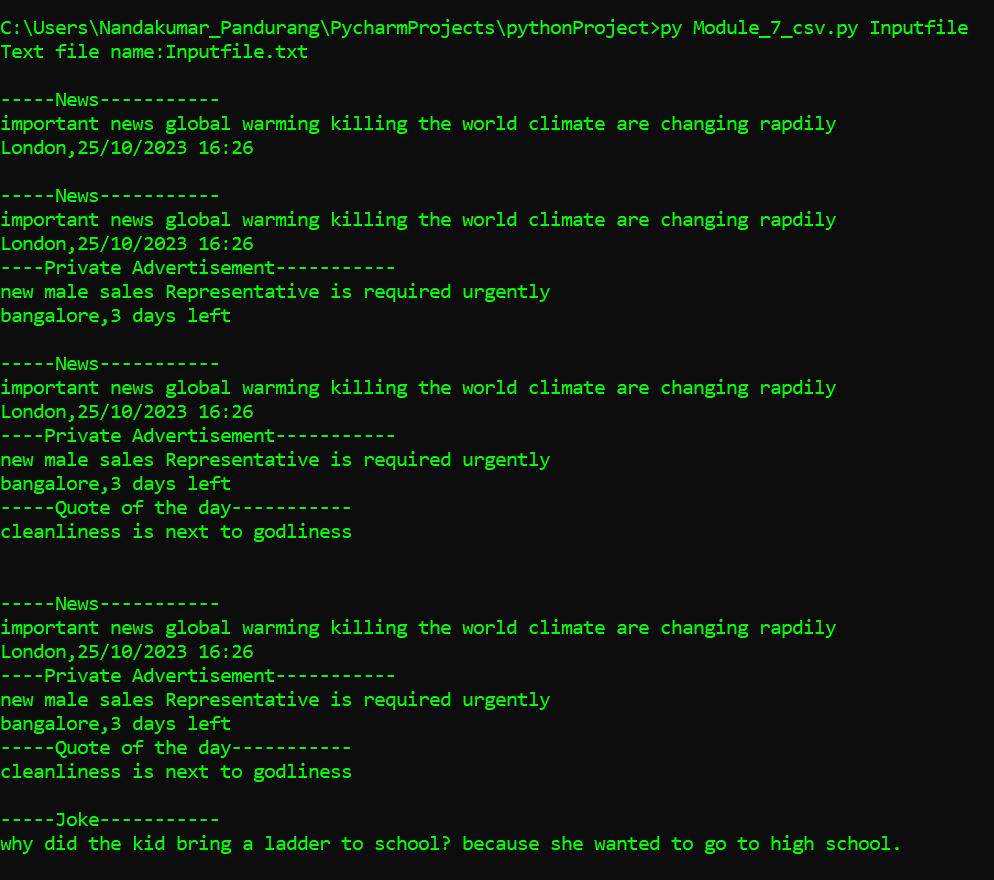 C:\Users\Nandakumar_Pandurang\PycharmProjects\pythonProject>py Module_7_csv.py Inputfile
Text file name:Inputfile.txt
-----News-----------
important news global warming killing the world climate are changing rapdily
London,25/10/2023 16:26
-----News-----------
important news global warming killing the world climate are changing rapdily
London,25/10/2023 16:26
----Private Advertisement-----------
new male sales Representative is required urgently
bangalore,3 days left
-----News-----------
important news global warming killing the world climate are changing rapdily
London,25/10/2023 16:26
----Private Advertisement-----------
new male sales Representative is required urgently
bangalore,3 days left
-----Quote of the day-----------
cleanliness is next to godliness
-----News-----------
important news global warming killing the world climate are changing rapdily
London,25/10/2023 16:26
----Private Advertisement-----------
new male sales Representative is required urgently
bangalore,3 days left
-----Quote of the day-----------
cleanliness is next to godliness
-----Joke-----------
why did the kid bring a ladder to school? because she wanted to go to high school.